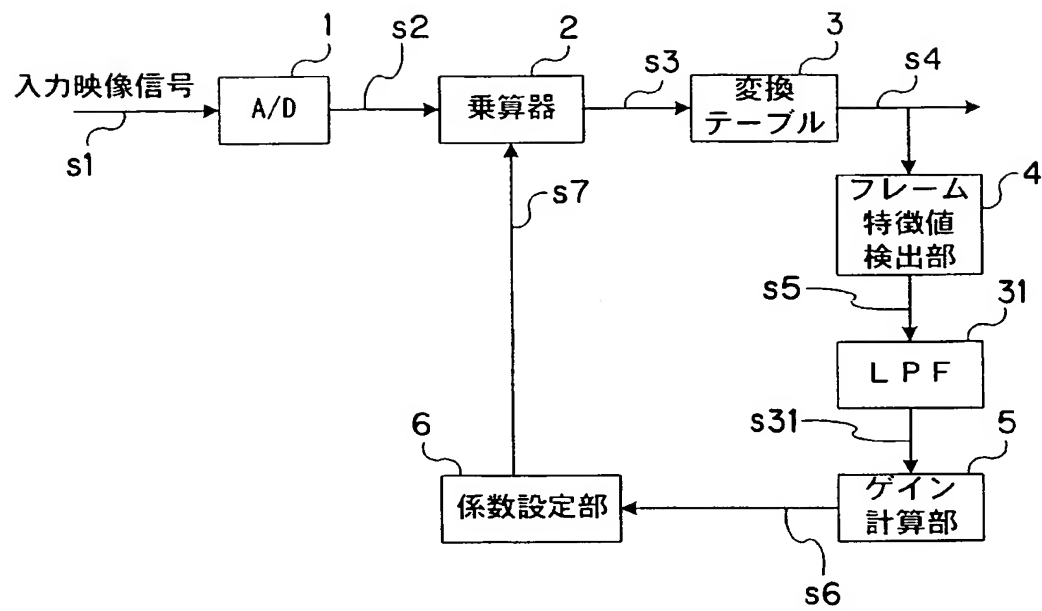 1
s2
2
s3
3
s4
入力映像信号
A/D
乗算器
変換
テーブル
s1
s7
4
フレーム
特徴値
検出部
s5
31
LPF
s31
6
5
係数設定部
ゲイン
計算部
s6